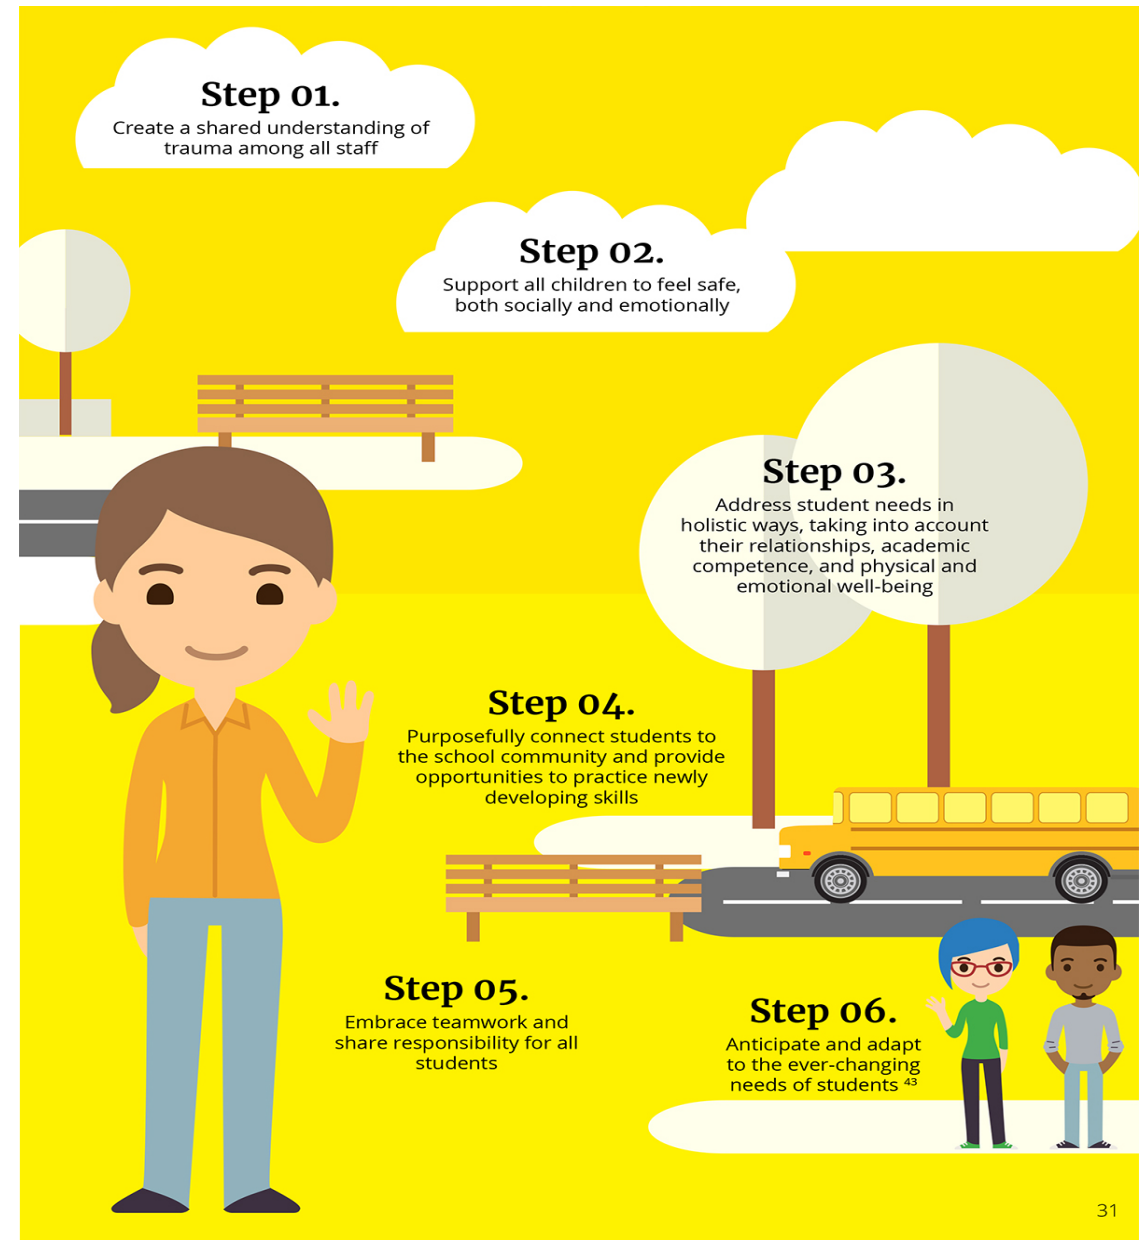 Step 01.
Create a shared understanding of
trauma among all staff
Step 02.
Support all children to feel safe,
both socially and emotionally
Step 03.
Address student needs in
holistic ways, taking into account
their relationships, academic
competence, and physical and
emotional well-being
Step 04.
Purposefully connect students to
the school community and provide
opportunities to practice newly
developing skills
Step 05.
Embrace teamwork and
share responsibility for all
students
Step 06.
Anticipate and adapt
to the ever-changing
needs of students 43
31